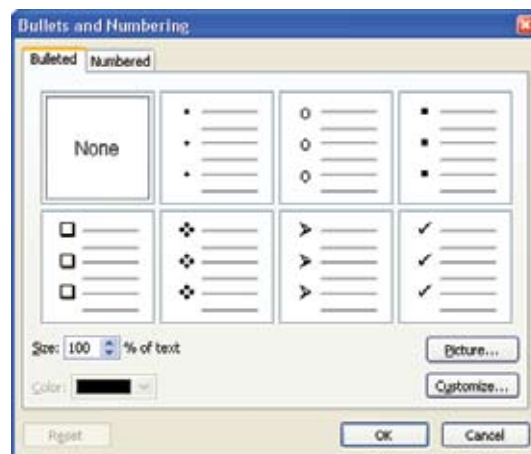 Bullets and Numbering
Bulleted Numbered
None
Size: 100 % of text
Picture...
Color:
Customize...
Reset OK Cancel